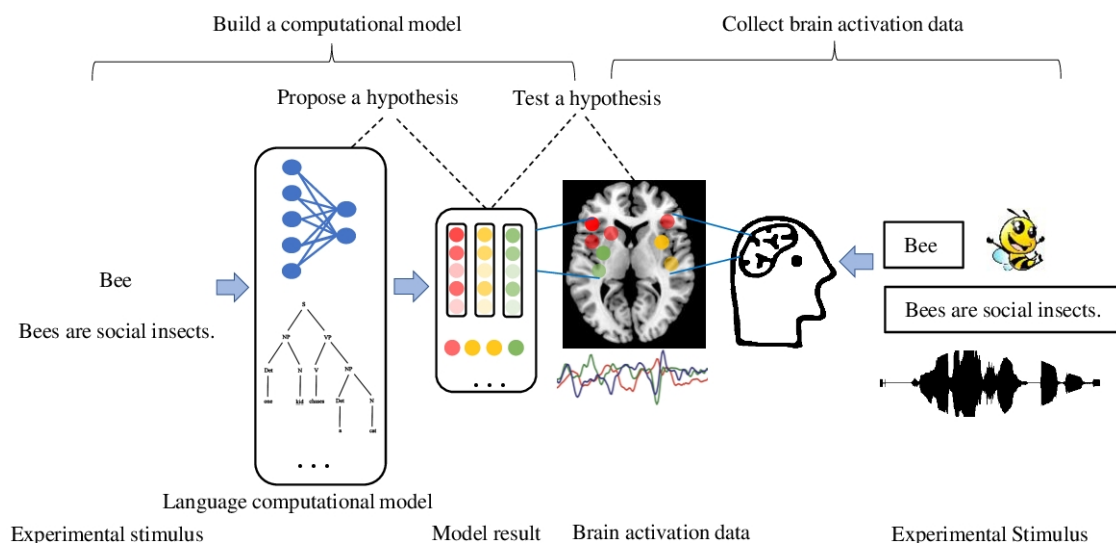 Build a computational model
Collect brain activation data
Propose a hypothesis
Test a hypothesis
Bee
Bees are social insects.
S
NP
VP
Det
N
V
NP
one
kid
chases
Det
N
a
cat
. . .
Language computational model
. . .
Bee
Bees are social insects.
Experimental stimulus
Model result
Brain activation data
Experimental Stimulus